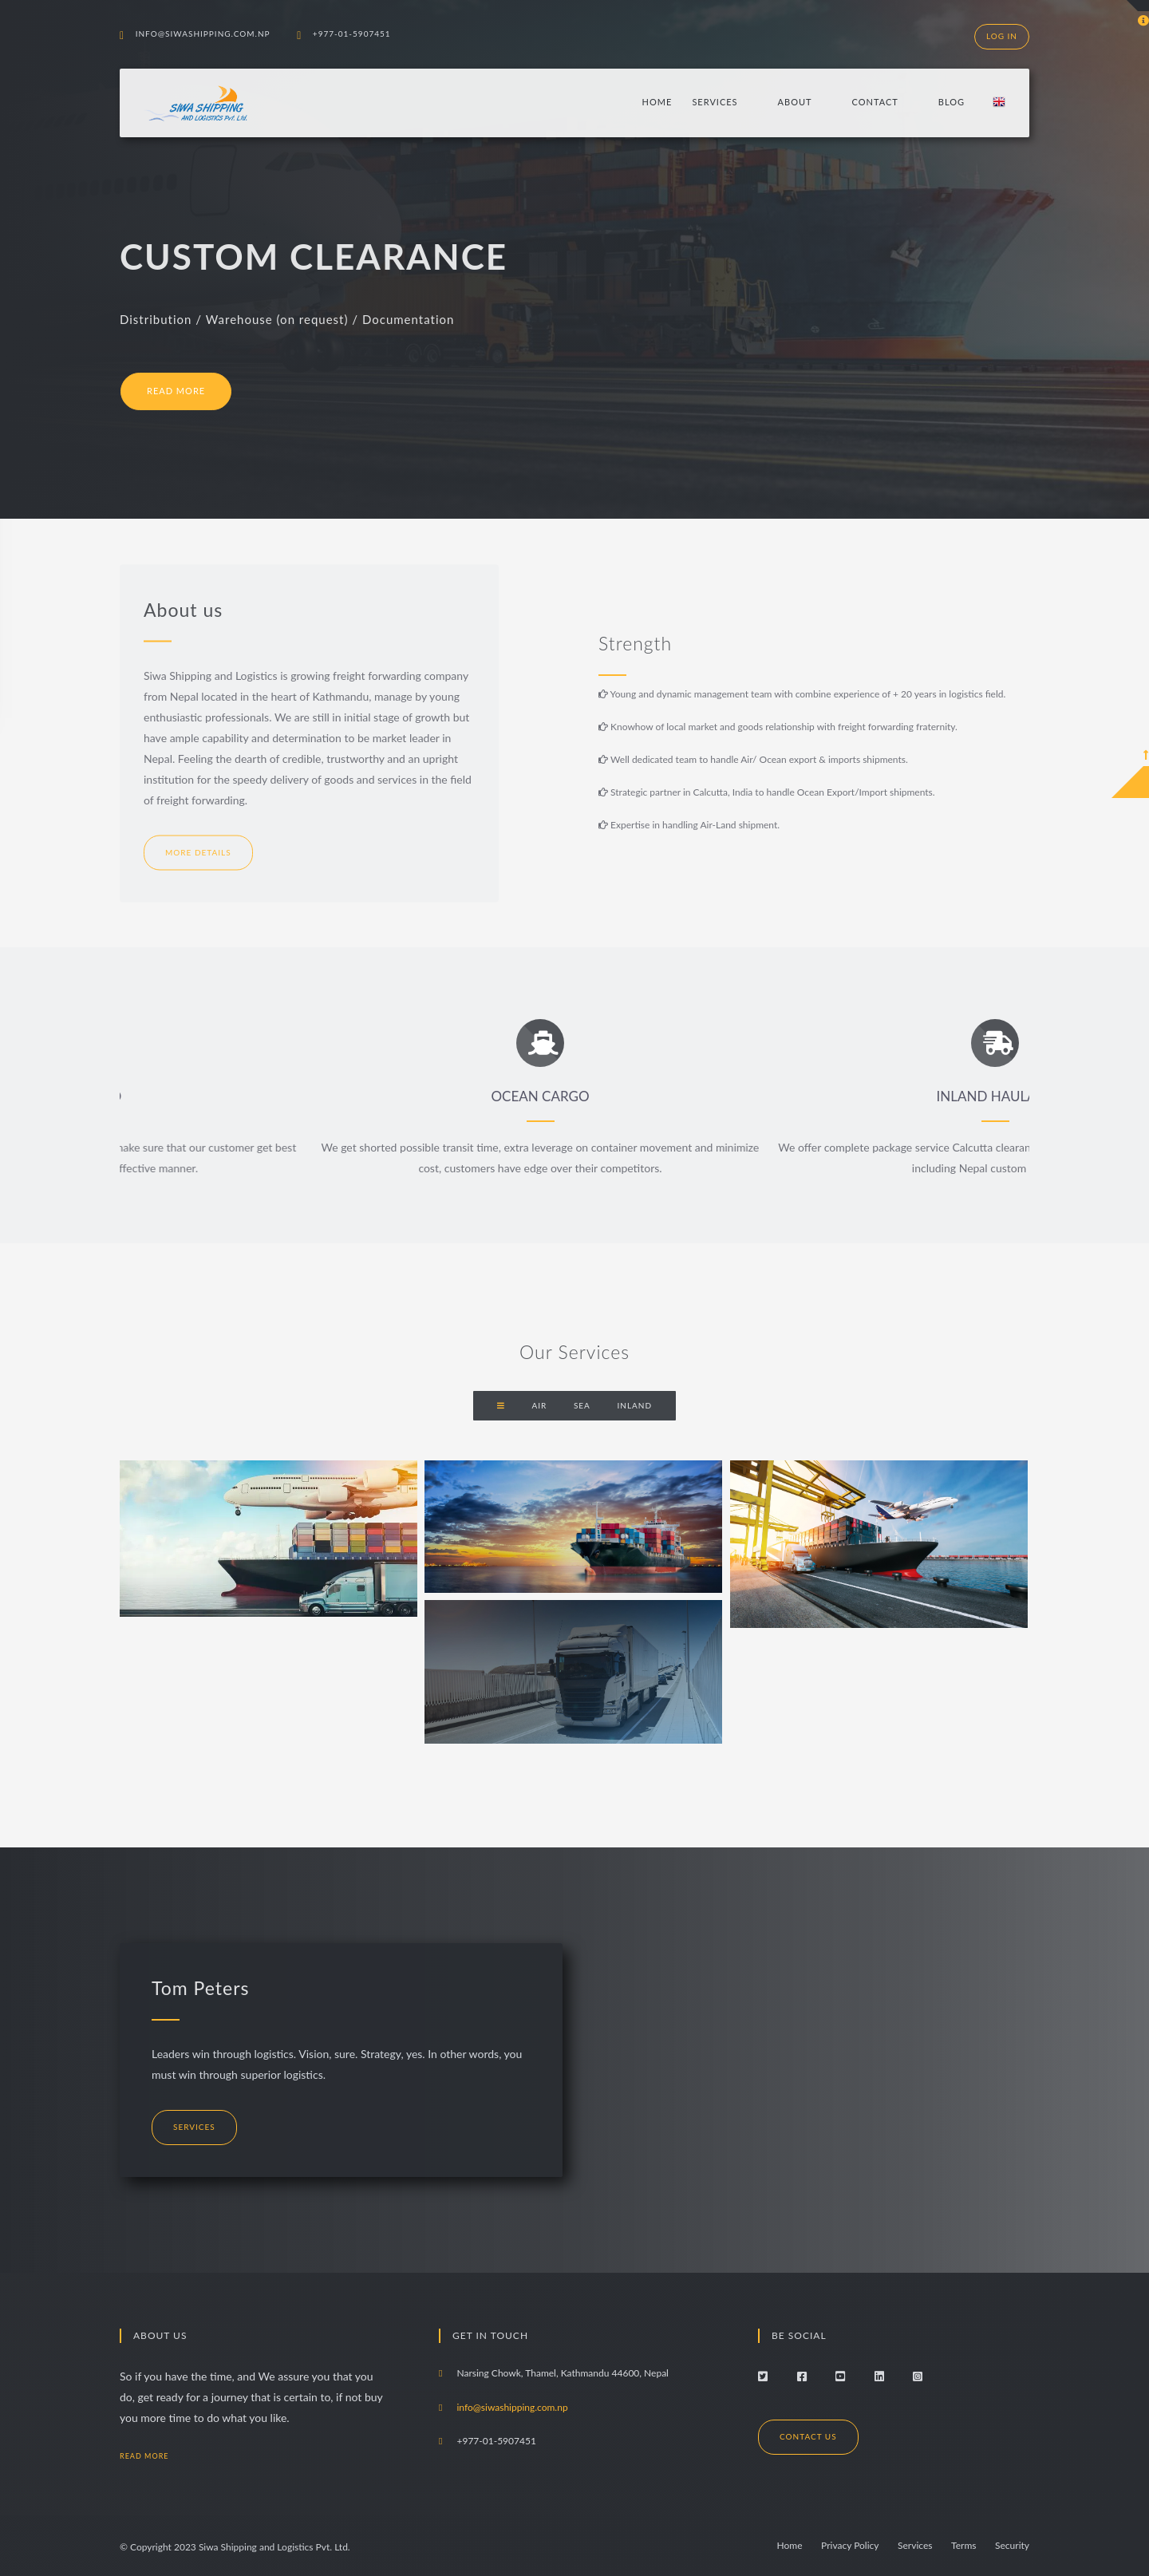 INFO@SIWASHIPPING.COM.NP
+977-01-5907451
LOG IN
SIWA SHIPPING
AND LOGISTICS Pvt. Ltd.
HOME
SERVICES
ABOUT
CONTACT
BLOG
CUSTOM CLEARANCE
Distribution / Warehouse (on request) / Documentation
READ MORE
About us
Siwa Shipping and Logistics is growing freight forwarding company
from Nepal located in the heart of Kathmandu, manage by young
enthusiastic professionals. We are still in initial stage of growth but
have ample capability and determination to be market leader in
Nepal. Feeling the dearth of credible, trustworthy and an upright
institution for the speedy delivery of goods and services in the field
of freight forwarding.
MORE DETAILS
Strength
Young and dynamic management team with combine experience of + 20 years in logistics field.
Knowhow of local market and goods relationship with freight forwarding fraternity.
Well dedicated team to handle Air/ Ocean export & imports shipments.
Strategic partner in Calcutta, India to handle Ocean Export/Import shipments.
Expertise in handling Air-Land shipment.
make sure that our customer get best
ffective manner.
OCEAN CARGO
We get shorted possible transit time, extra leverage on container movement and minimize
cost, customers have edge over their competitors.
INLAND HAULA
We offer complete package service Calcutta clearan
including Nepal custom
Our Services
AIR
SEA
INLAND
Tom Peters
Leaders win through logistics. Vision, sure. Strategy, yes. In other words, you
must win through superior logistics.
SERVICES
ABOUT US
So if you have the time, and We assure you that you
do, get ready for a journey that is certain to, if not buy
you more time to do what you like.
READ MORE
GET IN TOUCH
Narsing Chowk, Thamel, Kathmandu 44600, Nepal
info@siwashipping.com.np
+977-01-5907451
BE SOCIAL
CONTACT US
© Copyright 2023 Siwa Shipping and Logistics Pvt. Ltd.
Home
Privacy Policy
Services
Terms
Security